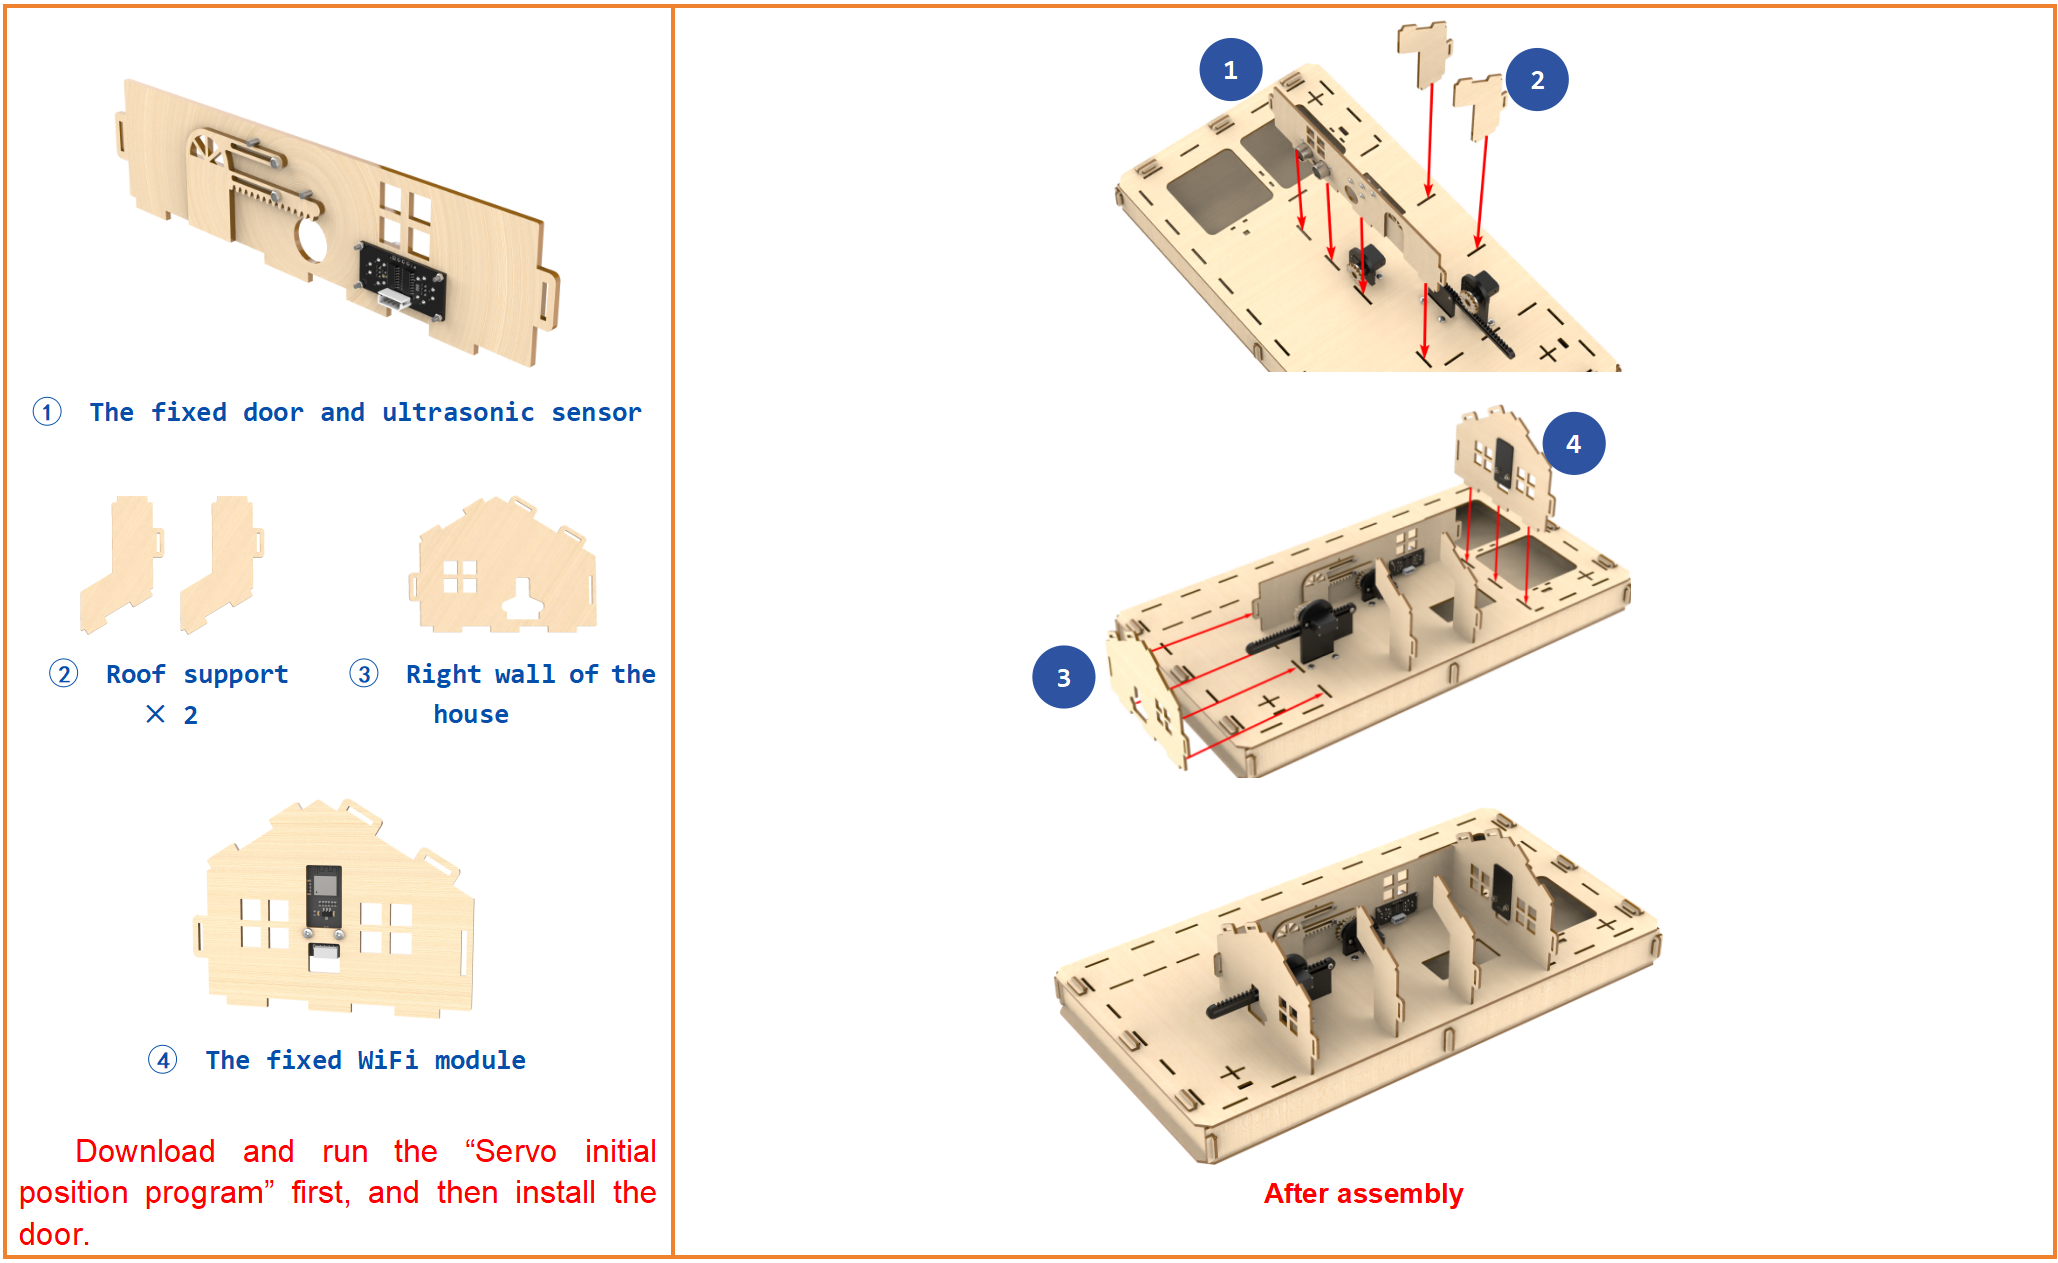 ① The fixed door and ultrasonic sensor
② Roof support
× 2
③ Right wall of the
house
④ The fixed WiFi module
Download and run the “Servo initial
position program” first, and then install the
door.
1
2
4
3
After assembly